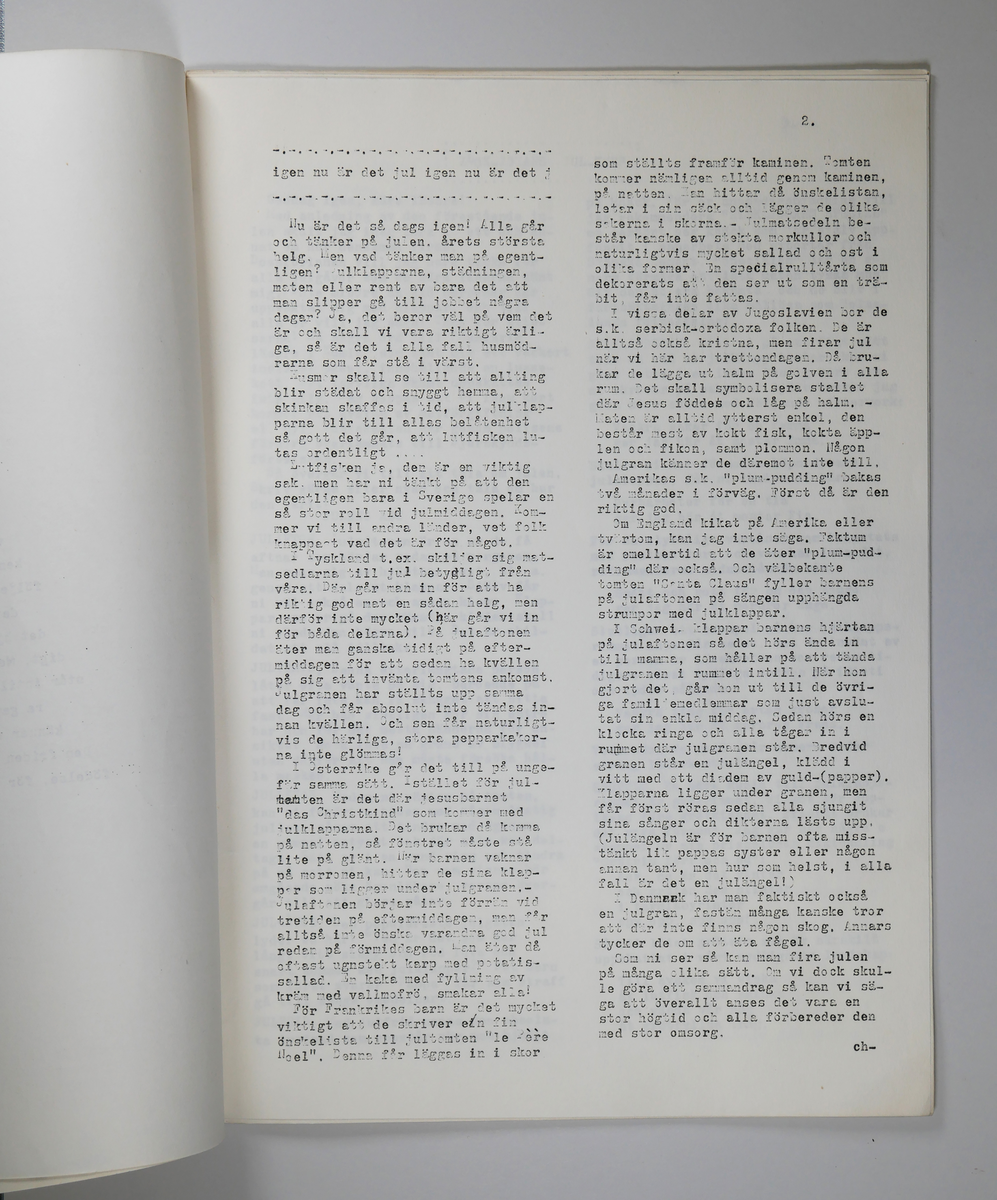 2.
-.-.-.-.-.-.-.-.-.-.-.-.-.-.-.-.-
igen nu är det jul igen nu är det j
-.-.-.-.-.-.-.-.-.-.-.-.-.-.-.-.-
Nu är det så dags igen! Alla går
och tänker på julen, årets största
helg. Men vad tänker man på egent-
ligen? Julklapparna, städningen,
maten eller rent av bara det att
man slipper gå till jobbet några
dagar? Ja, det beror väl på vem det
är och skall vi vara riktigt ärli-
ga, så är det i alla fall husmöd-
rarna som får stå i värst.
Husmor skall se till att allting
blir städat och snyggt hemma, att
skinkan skaffas i tid, att julklap-
parna blir till allas belåtenhet
så gott det går, att lutfisken lu-
tas ordentligt ....
Lutfisken ja, den är en viktig
sak, men har ni tänkt på att den
egentligen bara i Sverige spelar en
så stor roll vid julmiddagen. Kom-
mer vi till andra länder, vet folk
knappart vad det är för något.
I Tyskland t.ex. skiljer sig mat-
sedlarna till jul betydligt från
våra. Där går man in för att ha
riktig god mat en sådan helg, men
därför inte mycket (här går vi in
för båda delarna). På julaftonen
äter man ganska tidigt på efter-
middagen för att sedan ha kvällen
på sig att invänta tomtens ankomst.
Julgranen har ställts upp samma
dag och får absolut inte tändas in-
nan kvällen. Och sen får naturligt-
vis de härliga, stora pepparkakor-
na inte glömmas!
I Österrike går det till på unge-
fär samma sätt. Istället för jul-
tomten är det där jesusbarnet
"das Christkind" som kommer med
julklapparna. Det brukar då komma
på natten, så fönstret måste stå
lite på glänt. När barnen vaknar
på morronen, hittar de sina klap-
par som ligger under julgranen.-
Julaftonen börjar inte förrän vid
tretiden på eftermiddagen, man får
alltså inte önska varandra god jul
redan på förmiddagen. Man äter då
oftast ugnstekt karp med potatis-
sallad. En kaka med fyllning av
kräm med vallmofrö, smakar alla!
För Frankrikes barn är det mycket
viktigt att de skriver en fin
önskelista till jultomten "le Père
Noel". Denna får läggas in i skor
som ställts framför kaminen. Tomten
kommer nämligen alltid genom kaminen,
på natten. Han hittar då önskelistan,
letar i sin säck och lägger de olika
sakerna i skorna.- Julmatsedeln be-
står kanske av stekta morkullor och
naturligtvis mycket sallad och ost i
olika former. En specialrulltårta som
dekorerats att den ser ut som en trä-
bit, får inte fattas.
I vissa delar av Jugoslavien bor de
s.k. serbisk-ortodoxa folken. De är
alltså också kristna, men firar jul
när vi här har trettondagen. Då bru-
kar de lägga ut halm på golven i alla
rum. Det skall symbolisera stallet
där Jesus föddes och låg på halm. -
Maten är alltid ytterst enkel, den
består mest av kokt fisk, kokta äpp-
len och fikon, samt plommon. Någon
julgran känner de däremot inte till.
Amerikas s.k. "plum-pudding" bakas
två månader i förväg. Först då är den
riktig god.
Om England kikat på Amerika eller
tvärtom, kan jag inte säga. Faktum
är emellertid att de äter "plum-pud-
ding" där också. Och välbekante
tomten "Santa Claus" fyller barnens
på julaftonen på sängen upphängda
strumpor med julklappar.
I Schweiz klappar barnens hjärtan
på julaftonen så det hörs ända in
till mamma, som håller på att tända
julgranen i rummet intill. När hon
gjort det, går hon ut till de övri-
ga familjemedlemmar som just avslu-
tat sin enkla middag. Sedan hörs en
klocka ringa och alla tågar in i
rummet där julgranen står. Bredvid
granen står en julängel, klädd i
vitt med ett diadem av guld-(papper).
Klapparna ligger under granen, men
får först röras sedan alla sjungit
sina sånger och dikterna lästs upp.
(Julängeln är för barnen ofta miss-
tänkt lik pappas syster eller någon
annan tant, men hur som helst, i alla
fall är det en julängel!)
I Danmark har man faktiskt också
en julgran, fastän många kanske tror
att där inte finns någon skog. Annars
tycker de om att äta fågel.
Som ni ser så kan man fira julen
på många olika sätt. Om vi dock skul-
le göra ett sammandrag så kan vi sä-
ga att överallt anses det vara en
stor högtid och alla förbereder den
med stor omsorg.
ch-